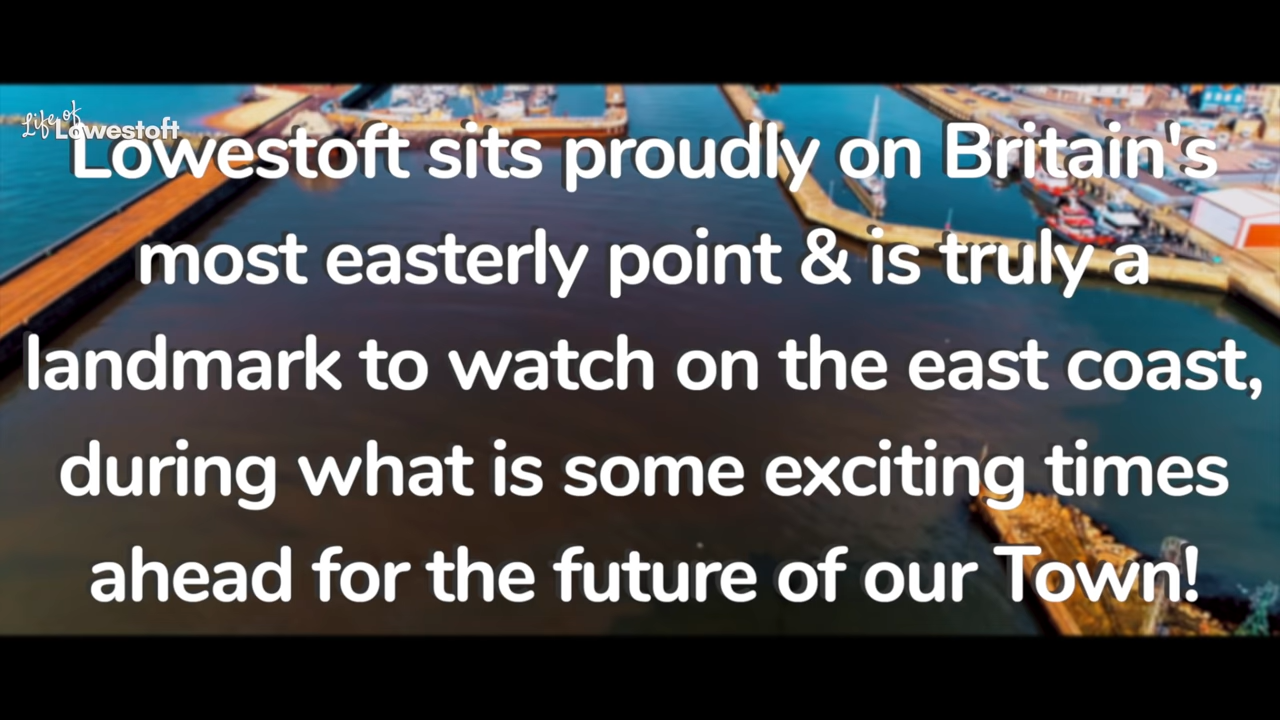 Life of
Lowestoft
Lowestoft sits proudly on Britain's
most easterly point & is truly a
landmark to watch on the east coast,
during what is some exciting times
ahead for the future of our Town!